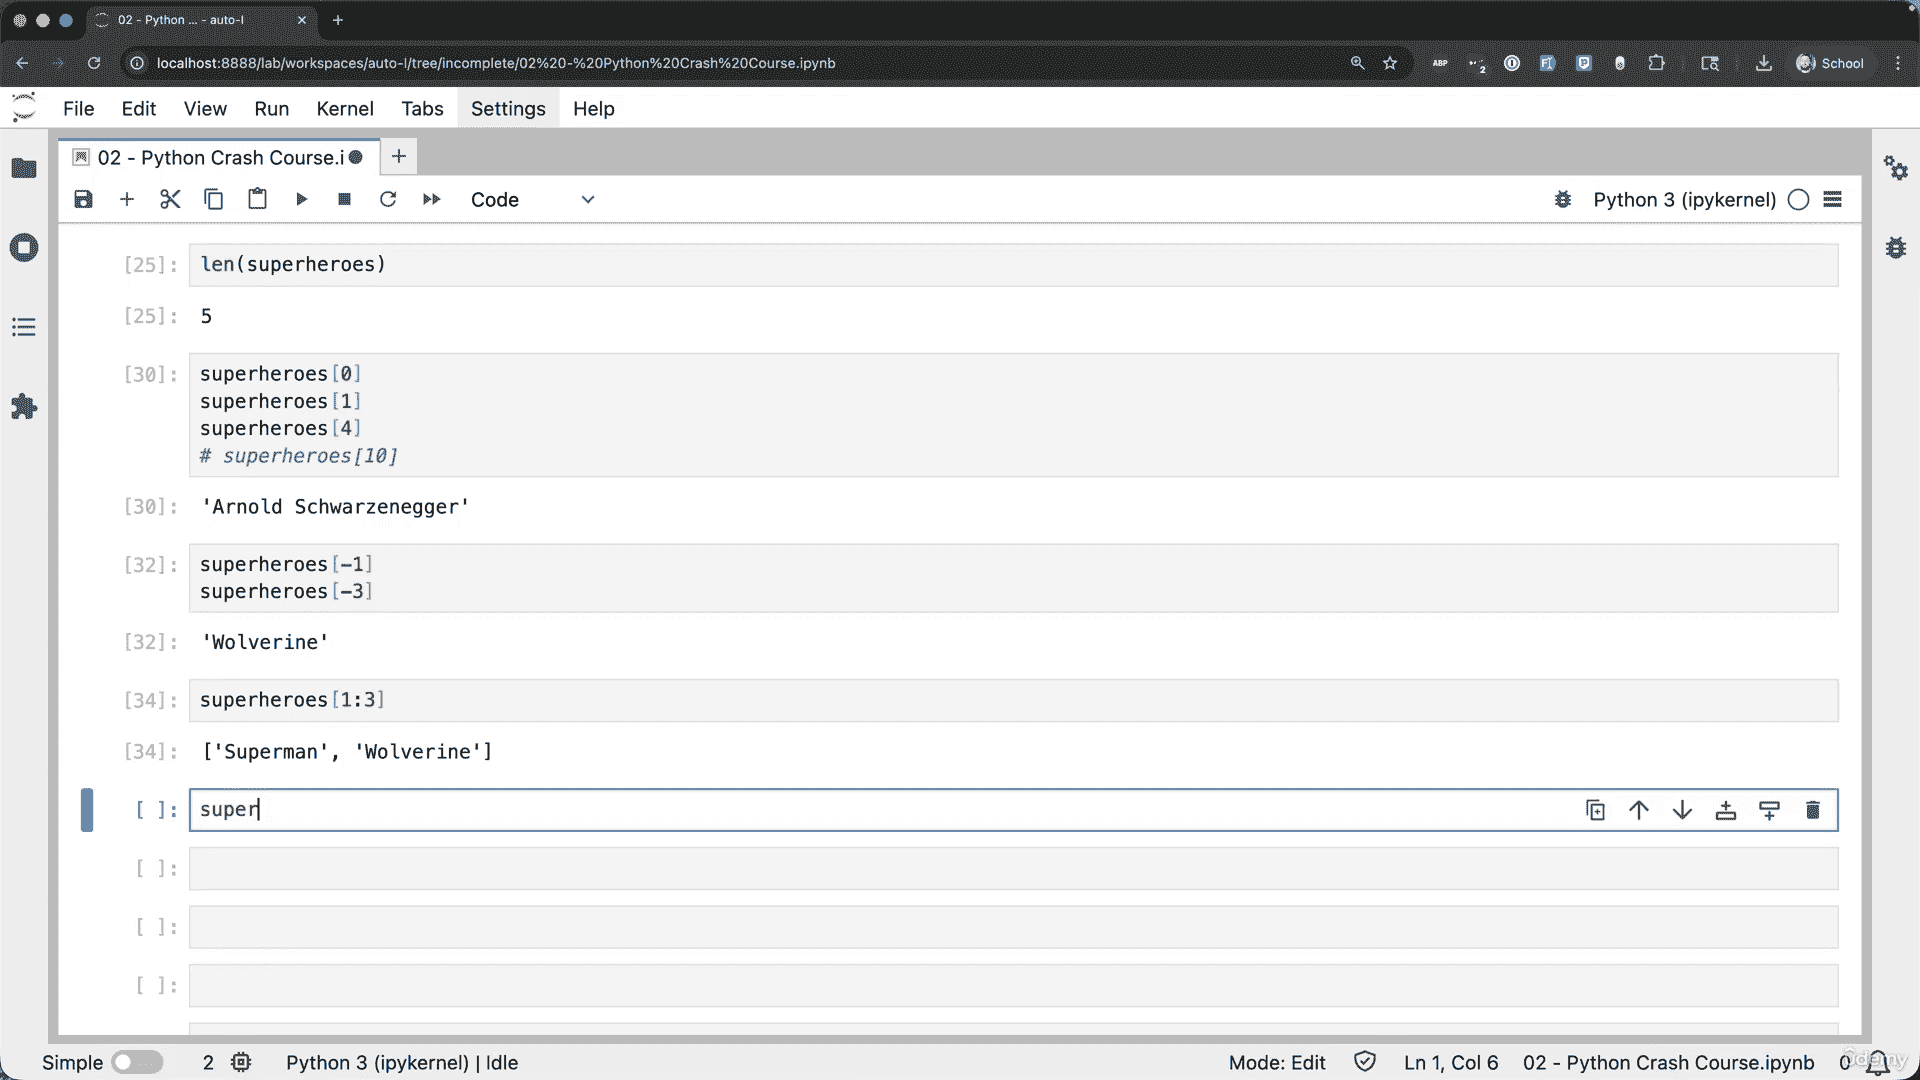 02 - Python ... - auto-l
localhost:8888/lab/workspaces/auto-l/tree/incomplete/02%20-%20Python%20Crash%20Course.ipynb
ABP
2
School
File Edit View Run Kernel Tabs Settings Help
02 - Python Crash Course.i
Code
Python 3 (ipykernel)
[25]: len(superheroes)
[25]: 5
[30]: superheroes[0]
superheroes[1]
superheroes[4]
# superheroes[10]
[30]: 'Arnold Schwarzenegger'
[32]: superheroes[-1]
superheroes[-3]
[32]: 'Wolverine'
[34]: superheroes[1:3]
[34]: ['Superman', 'Wolverine']
[ ]: super
[ ]:
[ ]:
[ ]:
Simple 2 Python 3 (ipykernel) | Idle Mode: Edit Ln 1, Col 6 02 - Python Crash Course.ipynb 0
udemy